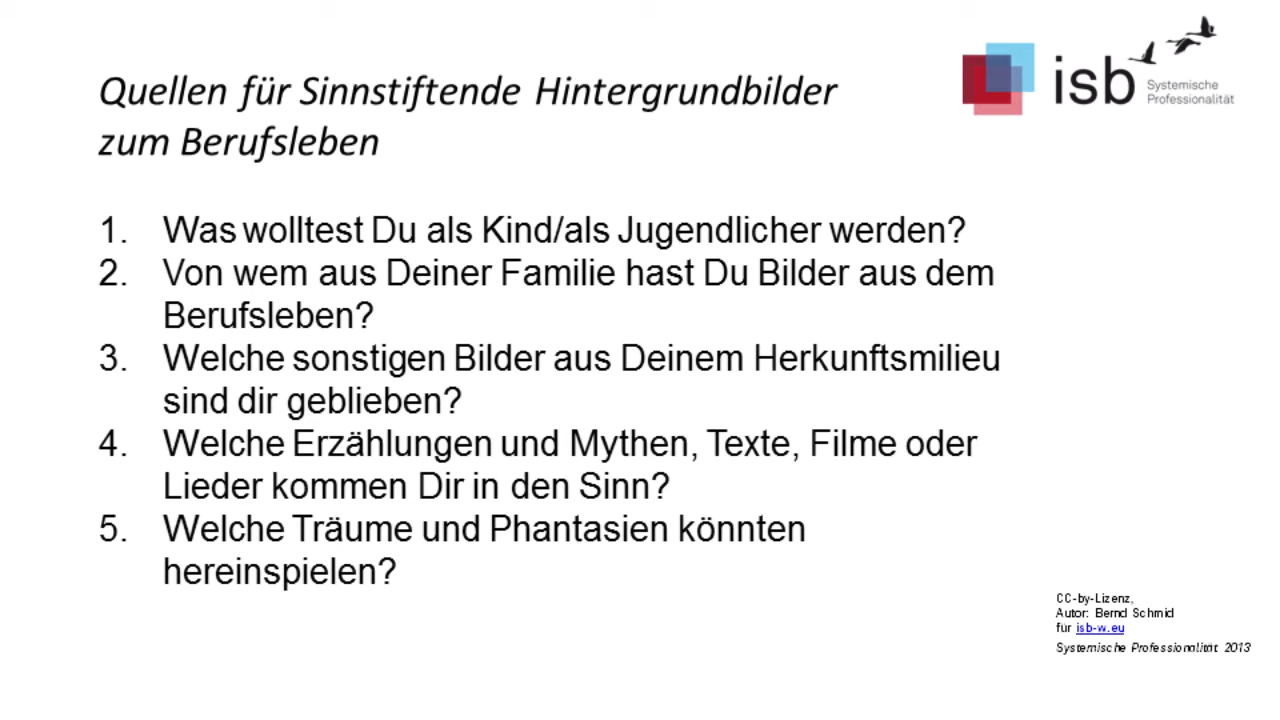 Quellen für Sinnstiftende Hintergrundbilder
zum Berufsleben
isb
Systemische
Professionalität
1. Was wolltest Du als Kind/als Jugendlicher werden?
2. Von wem aus Deiner Familie hast Du Bilder aus dem
Berufsleben?
3. Welche sonstigen Bilder aus Deinem Herkunftsmilieu
sind dir geblieben?
4. Welche Erzählungen und Mythen, Texte, Filme oder
Lieder kommen Dir in den Sinn?
5. Welche Träume und Phantasien könnten
hereinspielen?
CC-by-Lizenz,
Autor: Bernd Schmid
für isb-w.eu
Systemische Professionalität 2013